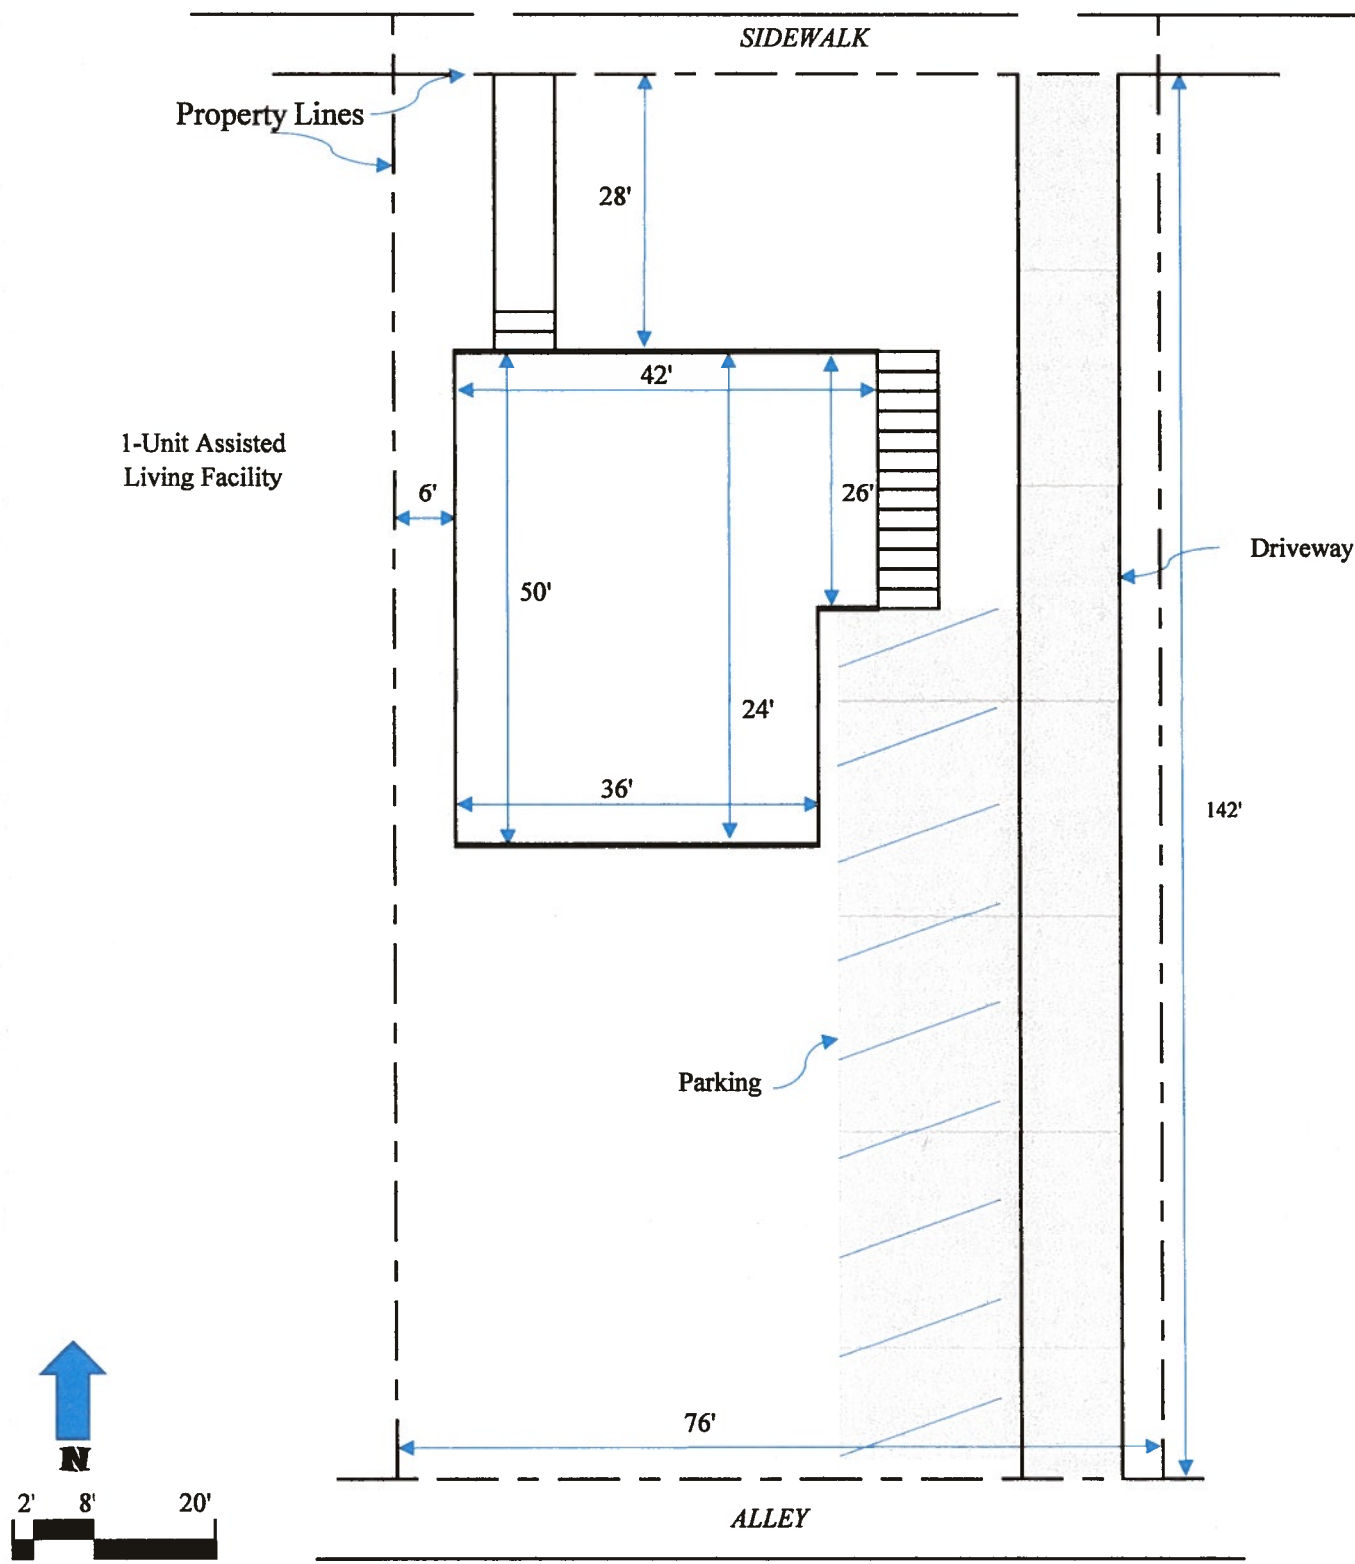 SIDEWALK
Property Lines
28'
42'
1-Unit Assisted
Living Facility
6'
26'
Driveway
50'
24'
36'
142'
Parking
76'
N
2' 8' 20'
ALLEY